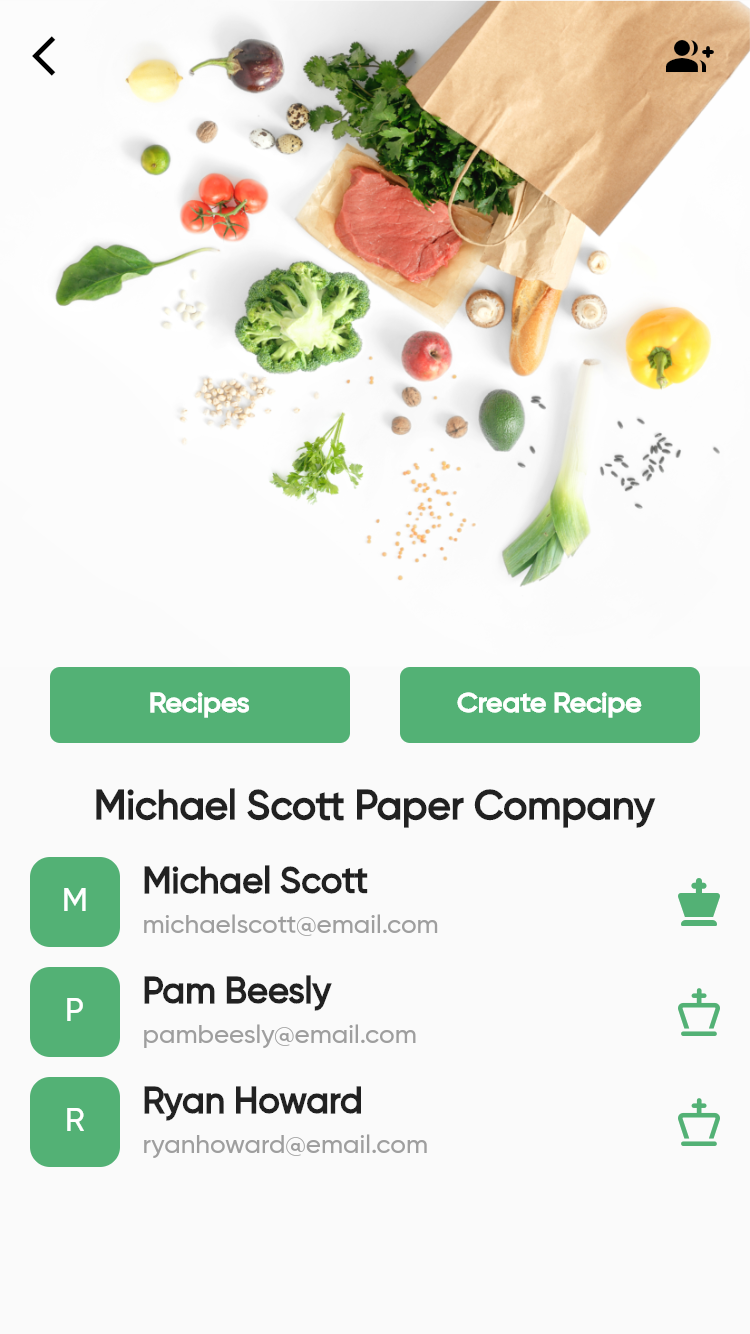 Recipes
Create Recipe
Michael Scott Paper Company
M
Michael Scott
michaelscott@email.com
P
Pam Beesly
pambeesly@email.com
R
Ryan Howard
ryanhoward@email.com